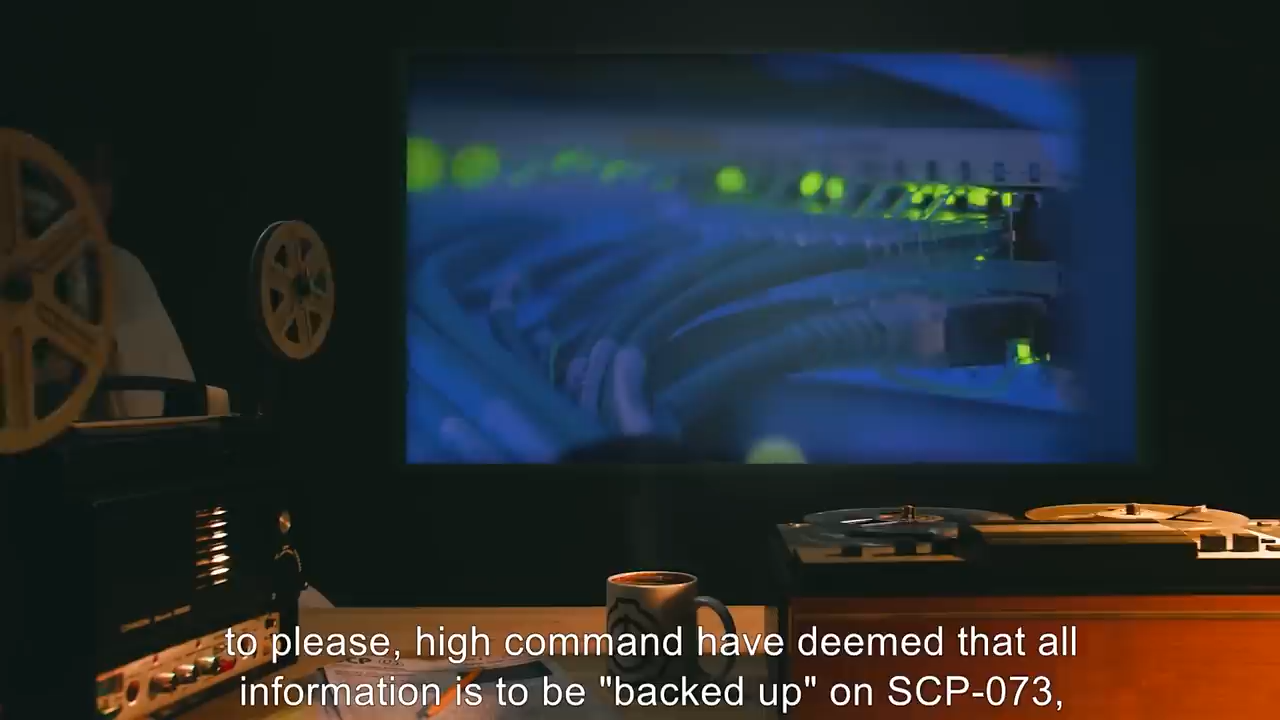 to please, high command have deemed that all
information is to be "backed up" on SCP-073,